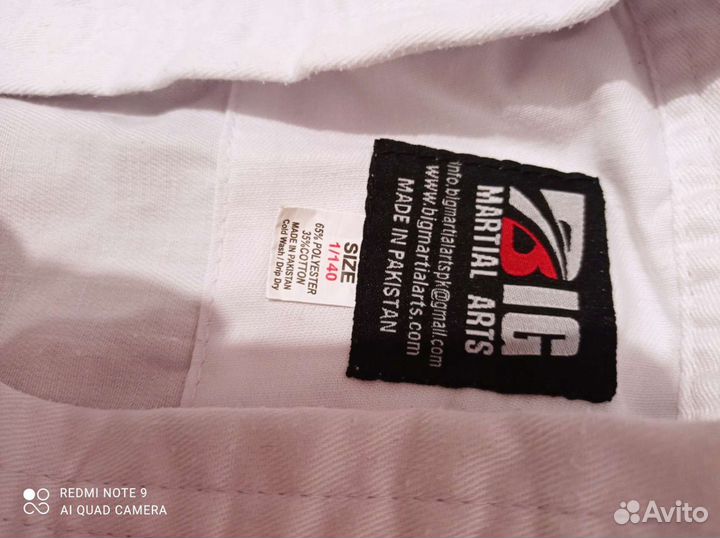 BIG
MARTIAL ARTS
info.bigmartialartspk@gmail.com
www.bigmartialarts.com
MADE IN PAKISTAN
SIZE
1/140
65% POLYESTER
35%COTTON
MADE IN PAKISTAN
Cold Wash / Drip Dry
REDMI NOTE 9
AI QUAD CAMERA
Avito